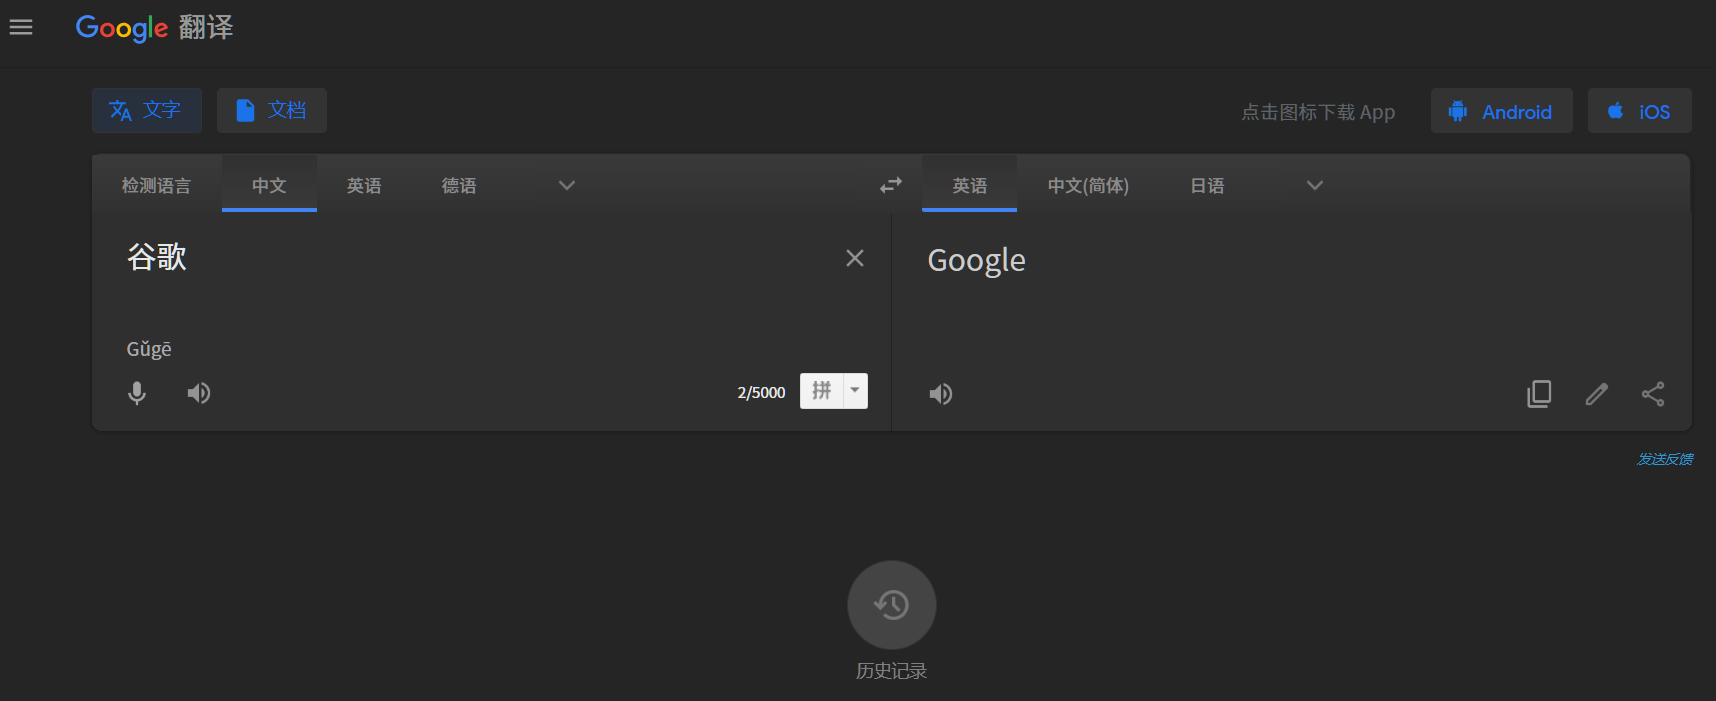 Google 翻译
文字 文档 点击图标下载 App Android iOS
检测语言 中文 英语 德语 英语 中文(简体) 日语
谷歌 Google
Gǔgē
2/5000 拼
发送反馈
历史记录